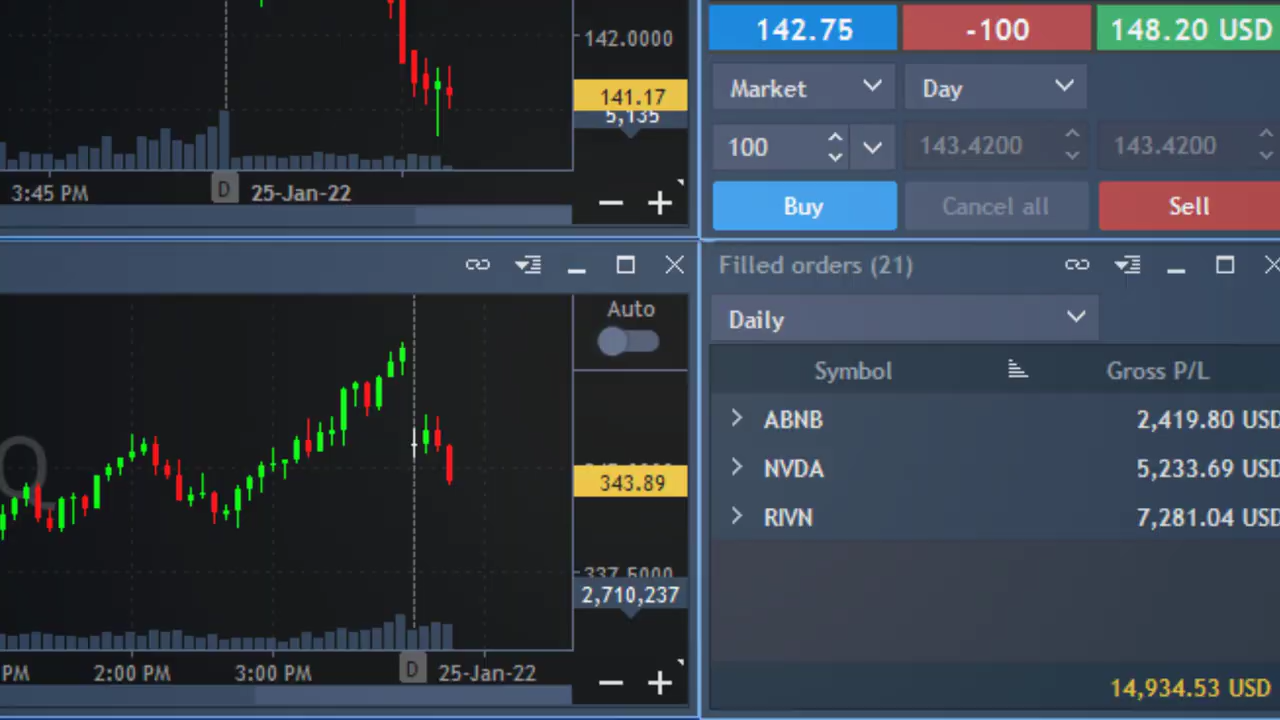 142.0000
141.17
5,135
3:45 PM D 25-Jan-22
142.75 -100 148.20 USD
Market Day
100 143.4200 143.4200
Buy Cancel all Sell
Auto
Q
343.89
337.5000
2,710,237
PM 2:00 PM 3:00 PM D 25-Jan-22
Filled orders (21)
Daily
Symbol Gross P/L
ABNB 2,419.80 USD
NVDA 5,233.69 USD
RIVN 7,281.04 USD
14,934.53 USD